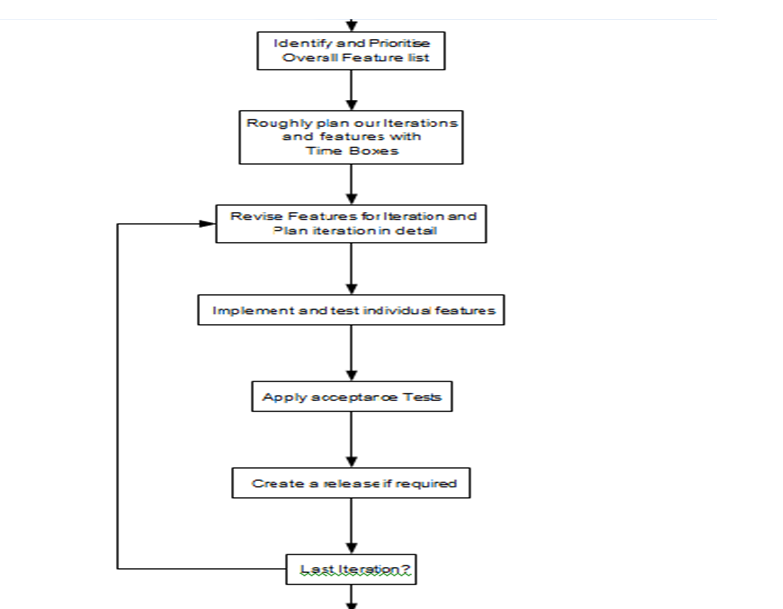 Identify and Prioritise
Overall Feature list
Roughly plan our Iterations
and features with
Time Boxes
Revise Features for Iteration and
Plan iteration in detail
Implement and test individual features
Apply acceptance Tests
Create a release if required
Last Iteration?